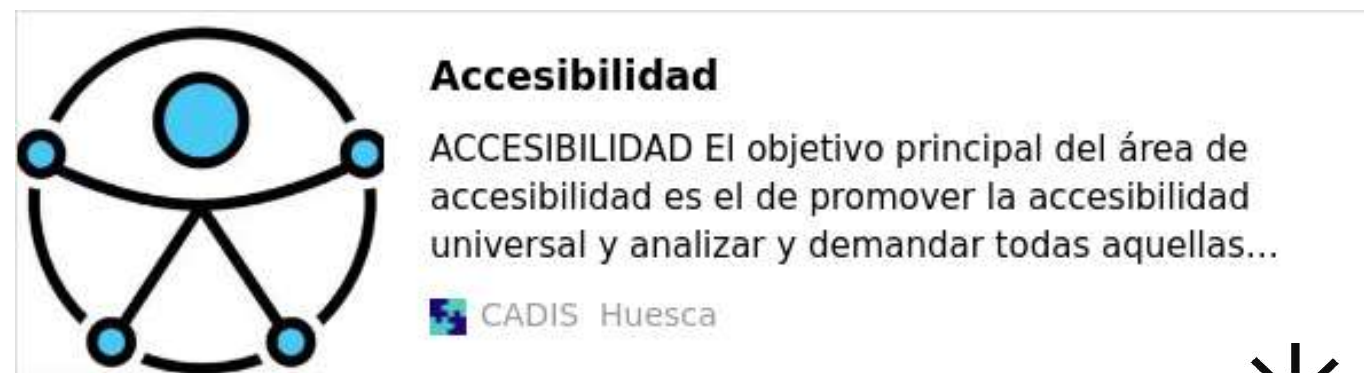 Accesibilidad
ACCESIBILIDAD El objetivo principal del área de
accesibilidad es el de promover la accesibilidad
universal y analizar y demandar todas aquellas...
CADIS Huesca